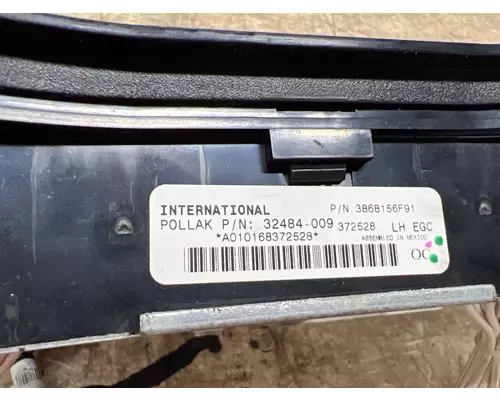 INTERNATIONAL P/N 3868156F91
POLLAK P/N: 32484-009 372528 LH EGC
*A010168372528* ASSEMBLED IN MEXICO
OC